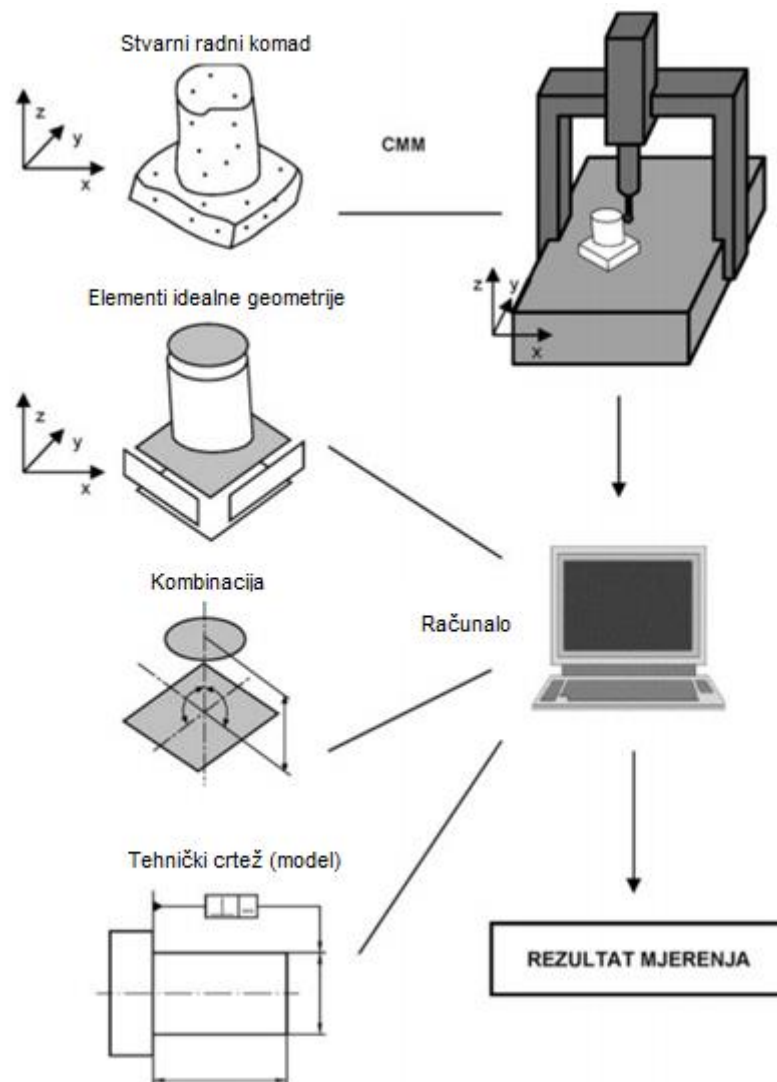 Stvarni radni komad
z
y
x
CMM
z
y
x
Elementi idealne geometrije
z
y
x
Kombinacija
Računalo
Tehnički crtež (model)
REZULTAT MJERENJA